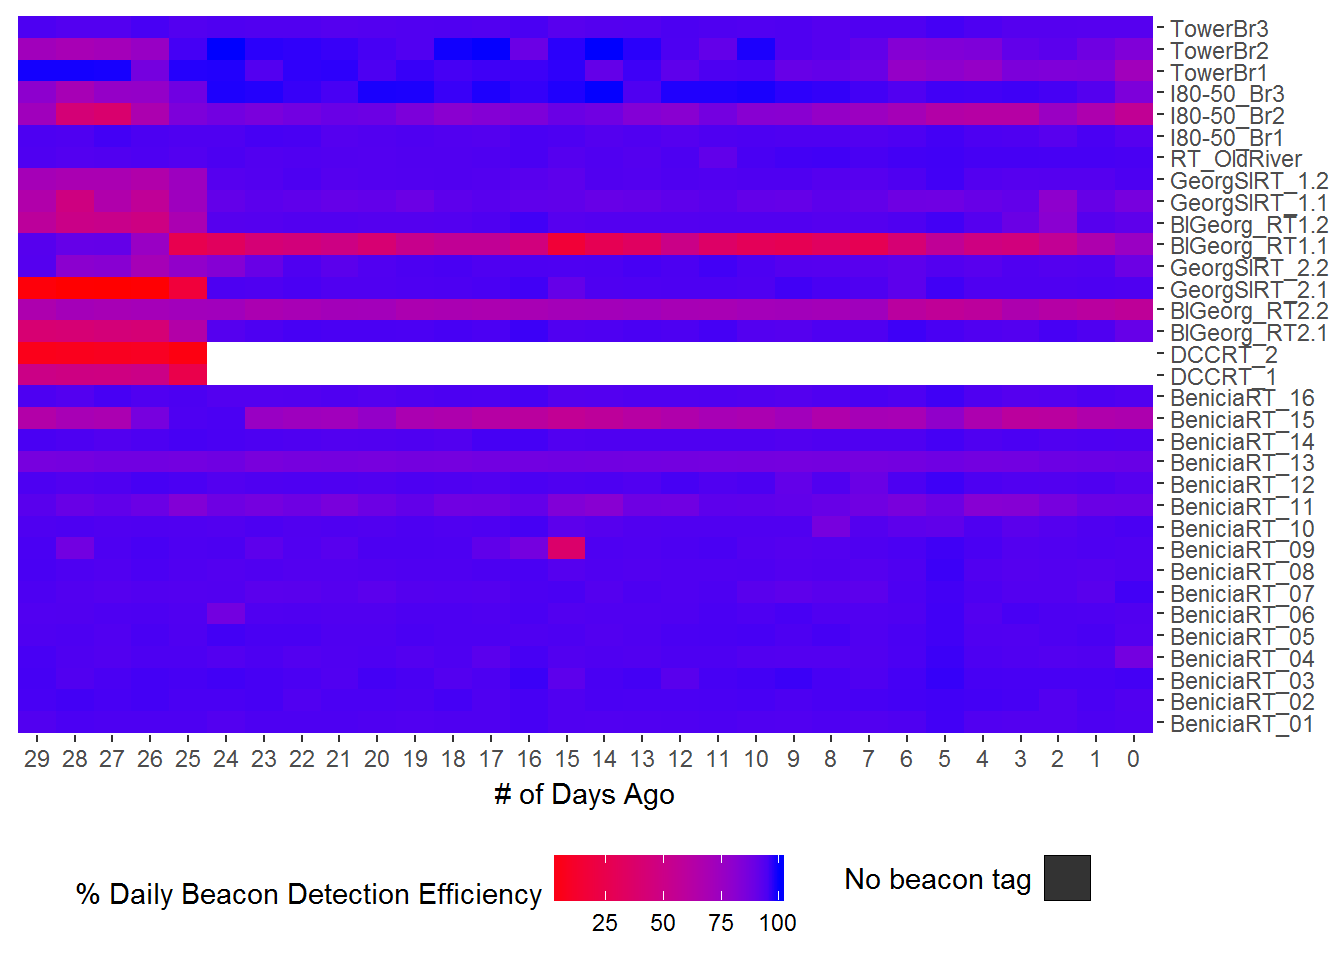 TowerBr3
TowerBr2
TowerBr1
I80-50_Br3
I80-50_Br2
I80-50_Br1
RT_OldRiver
GeorgSlRT_1.2
GeorgSlRT_1.1
BlGeorg_RT1.2
BlGeorg_RT1.1
GeorgSlRT_2.2
GeorgSlRT_2.1
BlGeorg_RT2.2
BlGeorg_RT2.1
DCCRT_2
DCCRT_1
BeniciaRT_16
BeniciaRT_15
BeniciaRT_14
BeniciaRT_13
BeniciaRT_12
BeniciaRT_11
BeniciaRT_10
BeniciaRT_09
BeniciaRT_08
BeniciaRT_07
BeniciaRT_06
BeniciaRT_05
BeniciaRT_04
BeniciaRT_03
BeniciaRT_02
BeniciaRT_01
29 28 27 26 25 24 23 22 21 20 19 18 17 16 15 14 13 12 11 10 9 8 7 6 5 4 3 2 1 0
# of Days Ago
% Daily Beacon Detection Efficiency
25 50 75 100
No beacon tag